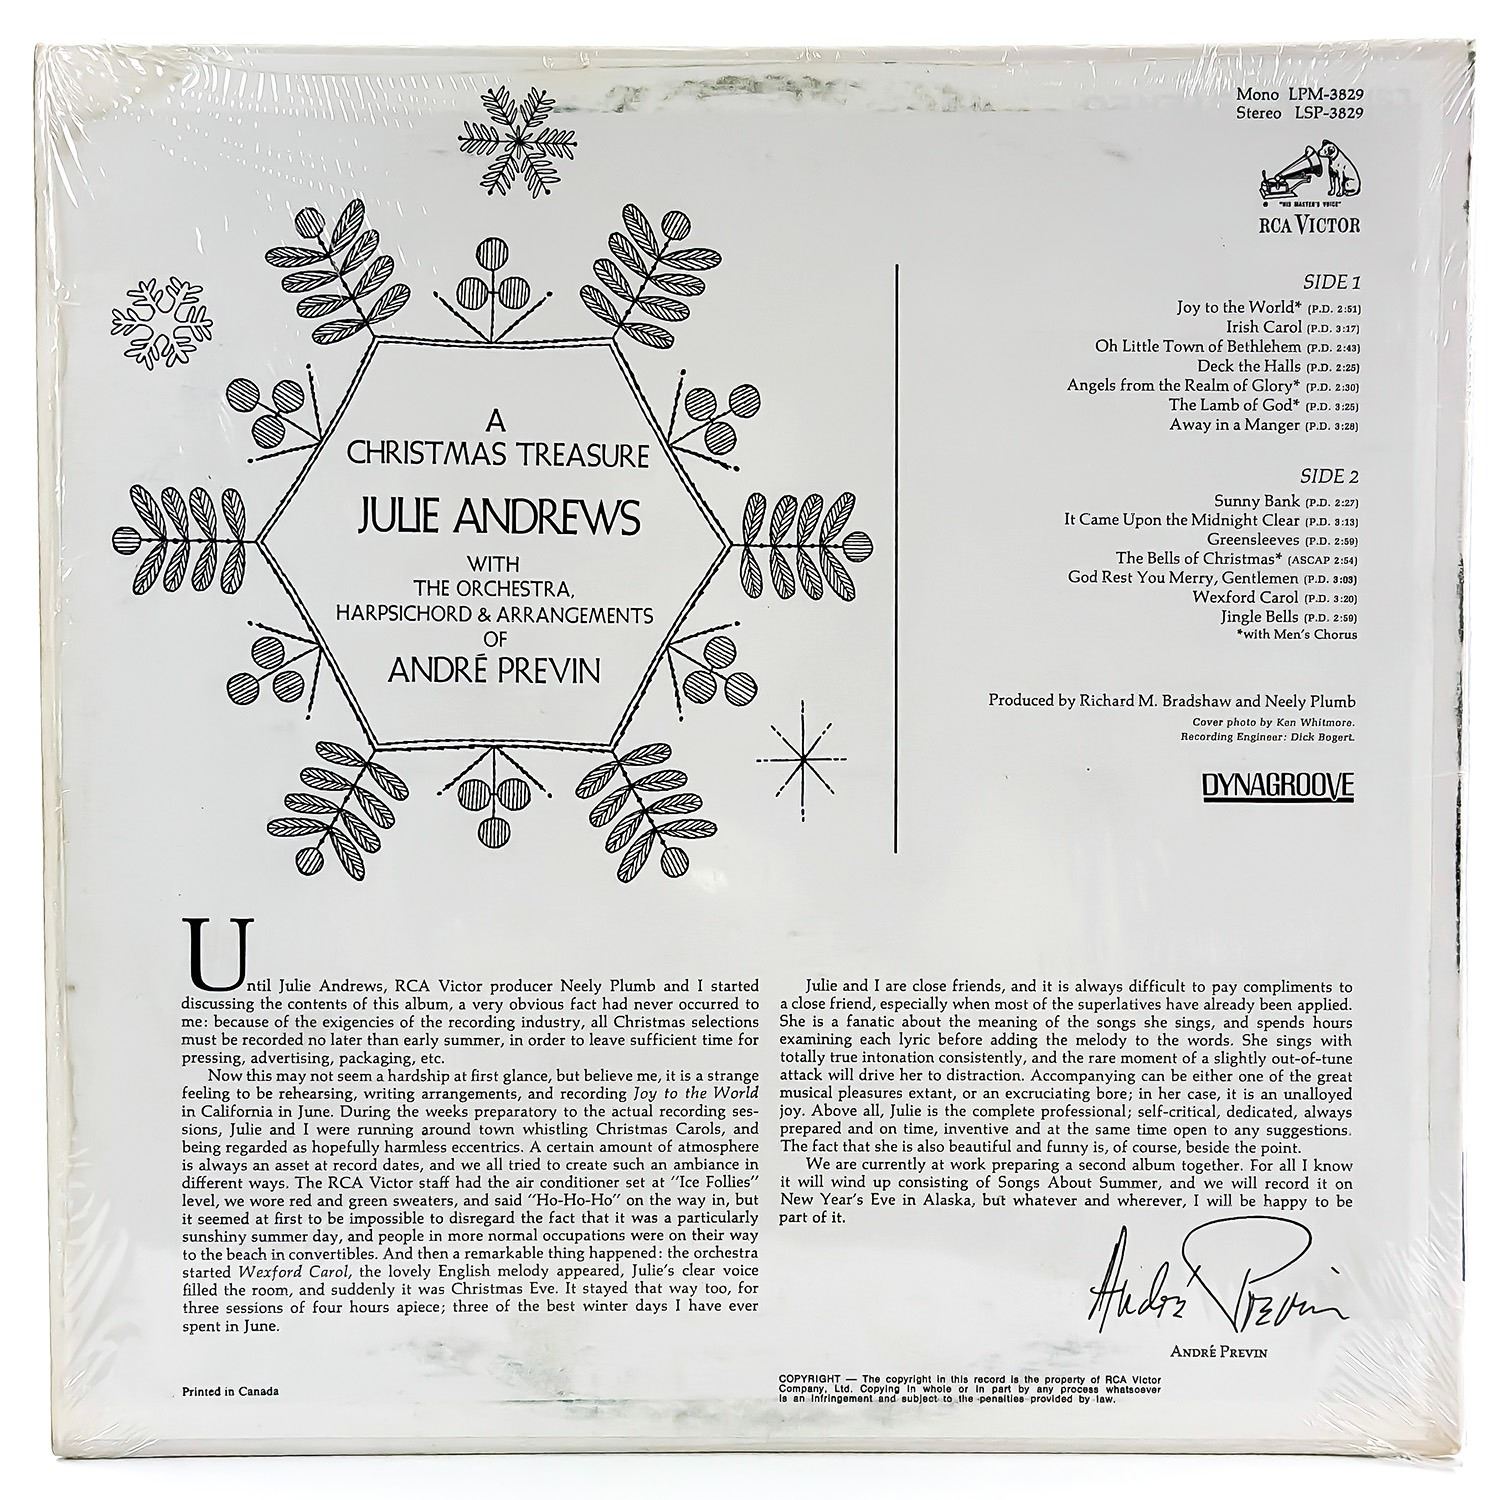 Mono LPM-3829
Stereo LSP-3829
"HIS MASTER'S VOICE"
RCA VICTOR
A
CHRISTMAS TREASURE
JULIE ANDREWS
WITH
THE ORCHESTRA,
HARPSICHORD & ARRANGEMENTS
OF
ANDRÉ PREVIN
SIDE 1
Joy to the World* (P.D. 2:51)
Irish Carol (P.D. 3:17)
Oh Little Town of Bethlehem (P.D. 2:43)
Deck the Halls (P.D. 2:25)
Angels from the Realm of Glory* (P.D. 2:30)
The Lamb of God* (P.D. 3:25)
Away in a Manger (P.D. 3:28)
SIDE 2
Sunny Bank (P.D. 2:27)
It Came Upon the Midnight Clear (P.D. 3:13)
Greensleeves (P.D. 2:59)
The Bells of Christmas* (ASCAP 2:54)
God Rest You Merry, Gentlemen (P.D. 3:03)
Wexford Carol (P.D. 3:20)
Jingle Bells (P.D. 2:59)
*with Men's Chorus
Produced by Richard M. Bradshaw and Neely Plumb
Cover photo by Ken Whitmore.
Recording Engineer: Dick Bogert.
DYNAGROOVE
Until Julie Andrews, RCA Victor producer Neely Plumb and I started
discussing the contents of this album, a very obvious fact had never occurred to
me: because of the exigencies of the recording industry, all Christmas selections
must be recorded no later than early summer, in order to leave sufficient time for
pressing, advertising, packaging, etc.
Now this may not seem a hardship at first glance, but believe me, it is a strange
feeling to be rehearsing, writing arrangements, and recording Joy to the World
in California in June. During the weeks preparatory to the actual recording ses-
sions, Julie and I were running around town whistling Christmas Carols, and
being regarded as hopefully harmless eccentrics. A certain amount of atmosphere
is always an asset at record dates, and we all tried to create such an ambiance in
different ways. The RCA Victor staff had the air conditioner set at "Ice Follies"
level, we wore red and green sweaters, and said "Ho-Ho-Ho" on the way in, but
it seemed at first to be impossible to disregard the fact that it was a particularly
sunshiny summer day, and people in more normal occupations were on their way
to the beach in convertibles. And then a remarkable thing happened: the orchestra
started Wexford Carol, the lovely English melody appeared, Julie's clear voice
filled the room, and suddenly it was Christmas Eve. It stayed that way too, for
three sessions of four hours apiece; three of the best winter days I have ever
spent in June.
Julie and I are close friends, and it is always difficult to pay compliments to
a close friend, especially when most of the superlatives have already been applied.
She is a fanatic about the meaning of the songs she sings, and spends hours
examining each lyric before adding the melody to the words. She sings with
totally true intonation consistently, and the rare moment of a slightly out-of-tune
attack will drive her to distraction. Accompanying can be either one of the great
musical pleasures extant, or an excruciating bore; in her case, it is an unalloyed
joy. Above all, Julie is the complete professional; self-critical, dedicated, always
prepared and on time, inventive and at the same time open to any suggestions.
The fact that she is also beautiful and funny is, of course, beside the point.
We are currently at work preparing a second album together. For all I know
it will wind up consisting of Songs About Summer, and we will record it on
New Year's Eve in Alaska, but whatever and wherever, I will be happy to be
part of it.
André Previn
ANDRÉ PREVIN
Printed in Canada
COPYRIGHT — The copyright in this record is the property of RCA Victor
Company, Ltd. Copying in whole or in part by any process whatsoever
is an infringement and subject to the penalties provided by law.